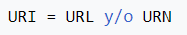 URI = URL y/o URN